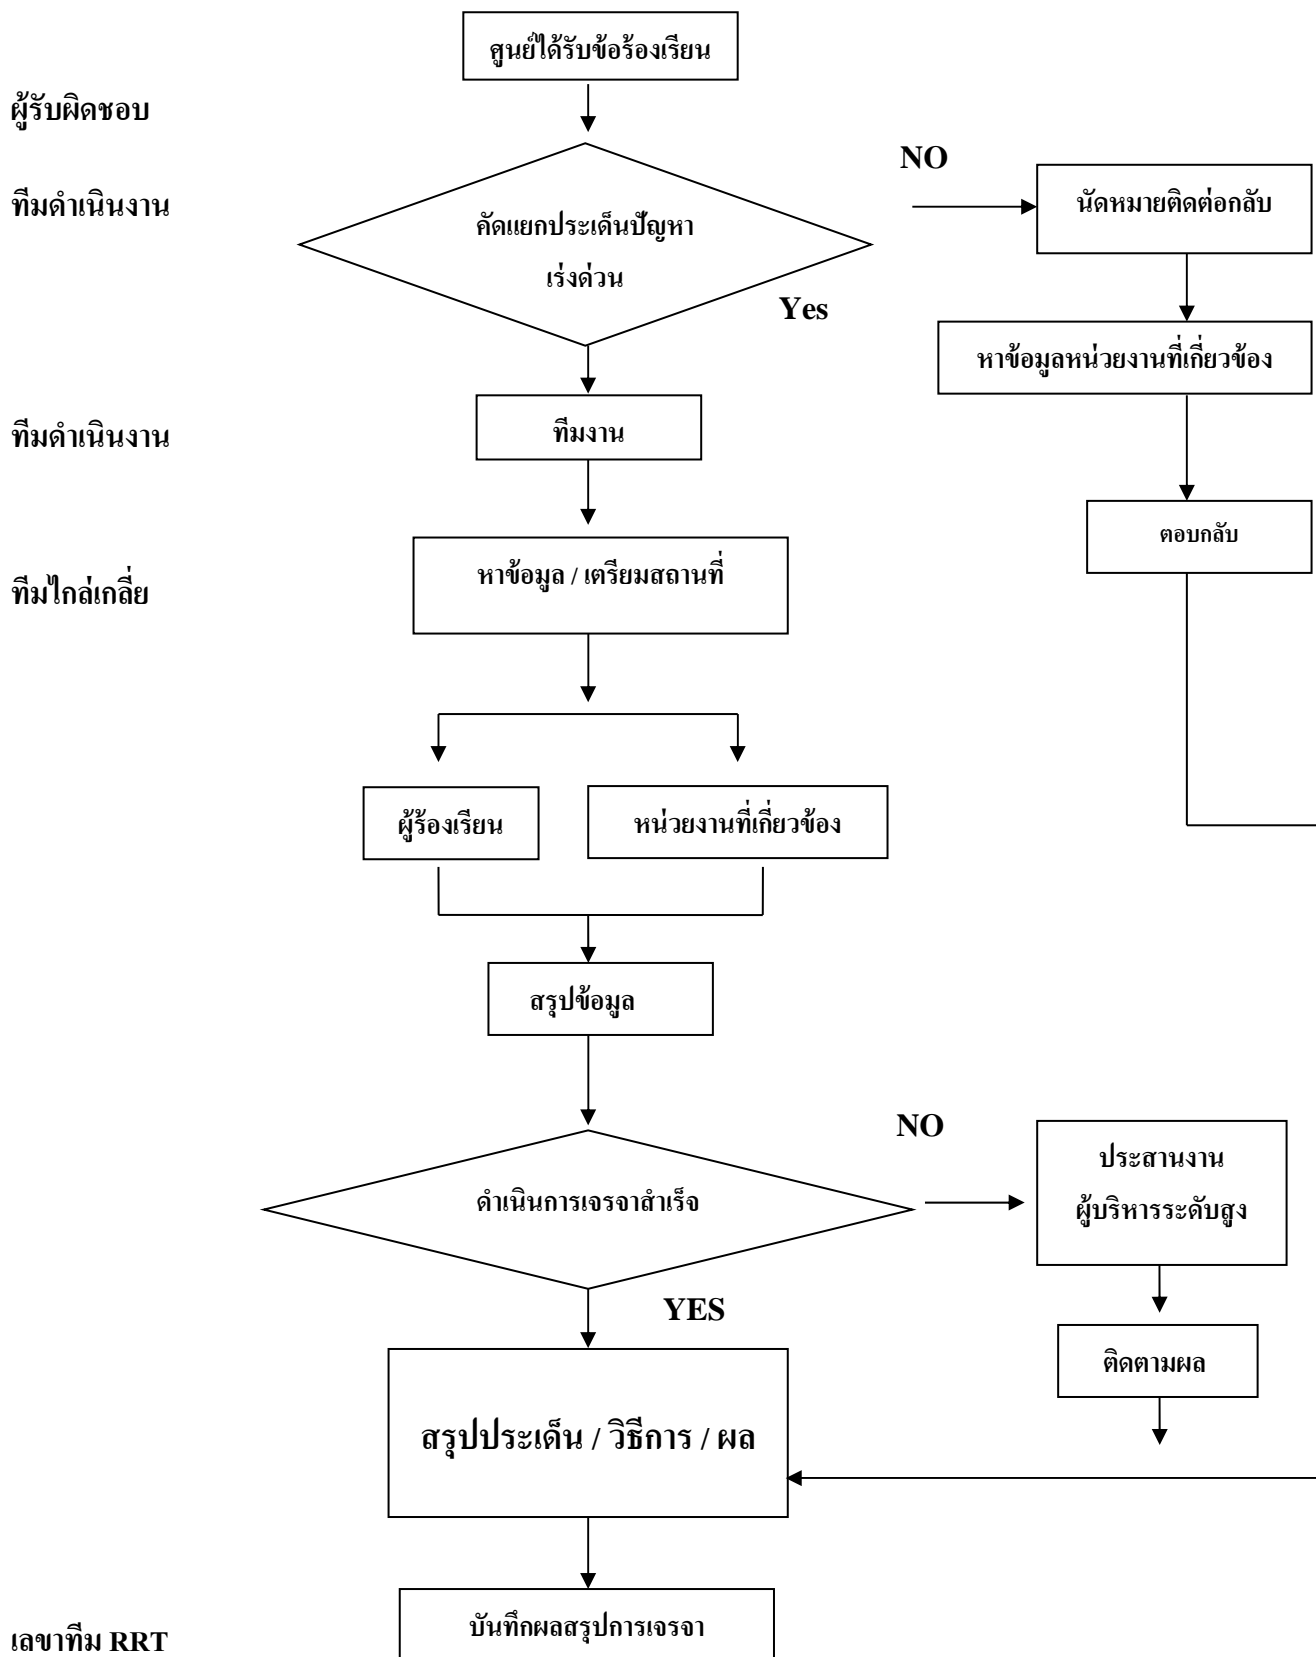 ศูนย์ได้รับข้อร้องเรียน
ผู้รับผิดชอบ
NO
ทีมดำเนินงาน
นัดหมายติดต่อกลับ
คัดแยกประเด็นปัญหา
เร่งด่วน
Yes
หาข้อมูลหน่วยงานที่เกี่ยวข้อง
ทีมดำเนินงาน
ทีมงาน
ตอบกลับ
ทีมไกล่เกลี่ย
หาข้อมูล / เตรียมสถานที่
ผู้ร้องเรียน
หน่วยงานที่เกี่ยวข้อง
สรุปข้อมูล
NO
ประสานงาน
ผู้บริหารระดับสูง
ดำเนินการเจรจาสำเร็จ
YES
ติดตามผล
สรุปประเด็น / วิธีการ / ผล
บันทึกผลสรุปการเจรจา
เลขาทีม RRT